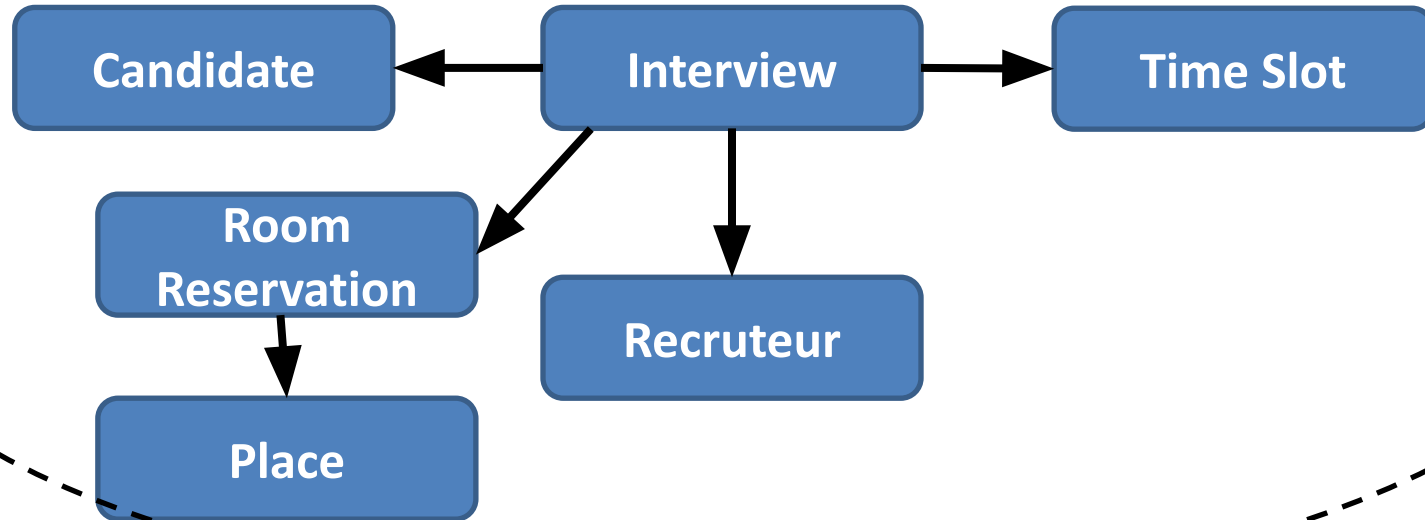 Candidate
Interview
Time Slot
Room
Reservation
Recruteur
Place